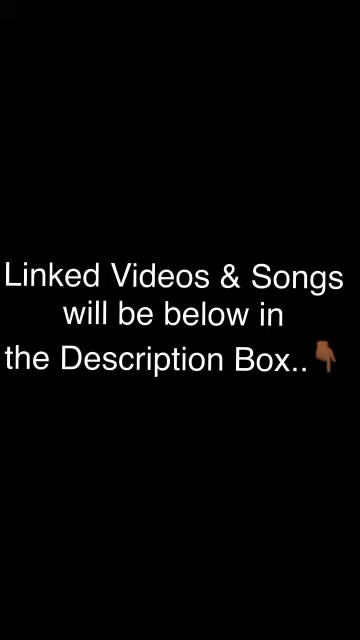 Linked Videos & Songs
will be below in
the Description Box..👇🏾